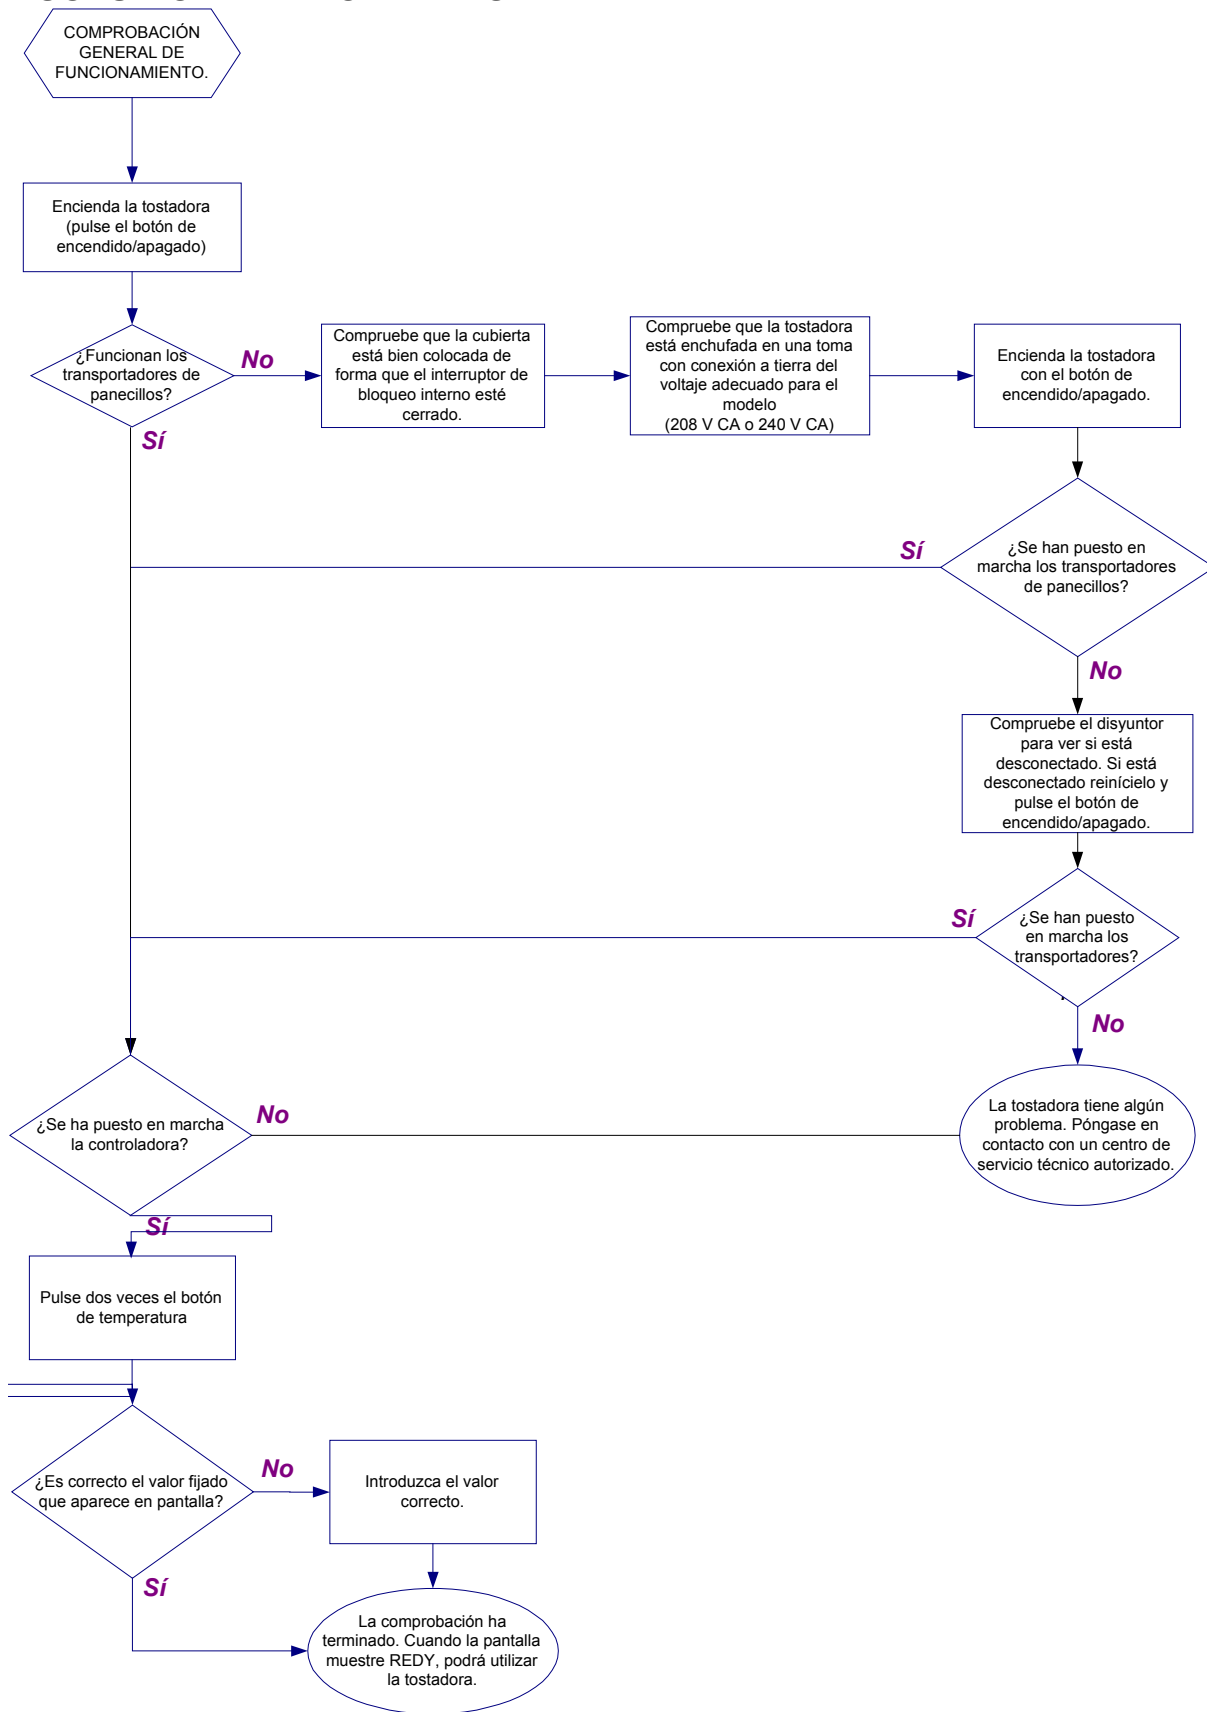 COMPROBACIÓN
GENERAL DE
FUNCIONAMIENTO.
Encienda la tostadora
(pulse el botón de
encendido/apagado)
¿Funcionan los
transportadores de
panecillos?
No
Sí
Compruebe que la cubierta
está bien colocada de
forma que el interruptor de
bloqueo interno esté
cerrado.
Compruebe que la tostadora
está enchufada en una toma
con conexión a tierra del
voltaje adecuado para el
modelo
(208 V CA o 240 V CA)
Encienda la tostadora
con el botón de
encendido/apagado.
¿Se han puesto en
marcha los transportadores
de panecillos?
Sí
No
Compruebe el disyuntor
para ver si está
desconectado. Si está
desconectado reinícielo y
pulse el botón de
encendido/apagado.
¿Se han puesto
en marcha los
transportadores?
Sí
No
La tostadora tiene algún
problema. Póngase en
contacto con un centro de
servicio técnico autorizado.
¿Se ha puesto en marcha
la controladora?
No
Sí
Pulse dos veces el botón
de temperatura
¿Es correcto el valor fijado
que aparece en pantalla?
No
Sí
Introduzca el valor
correcto.
La comprobación ha
terminado. Cuando la pantalla
muestre REDY, podrá utilizar
la tostadora.